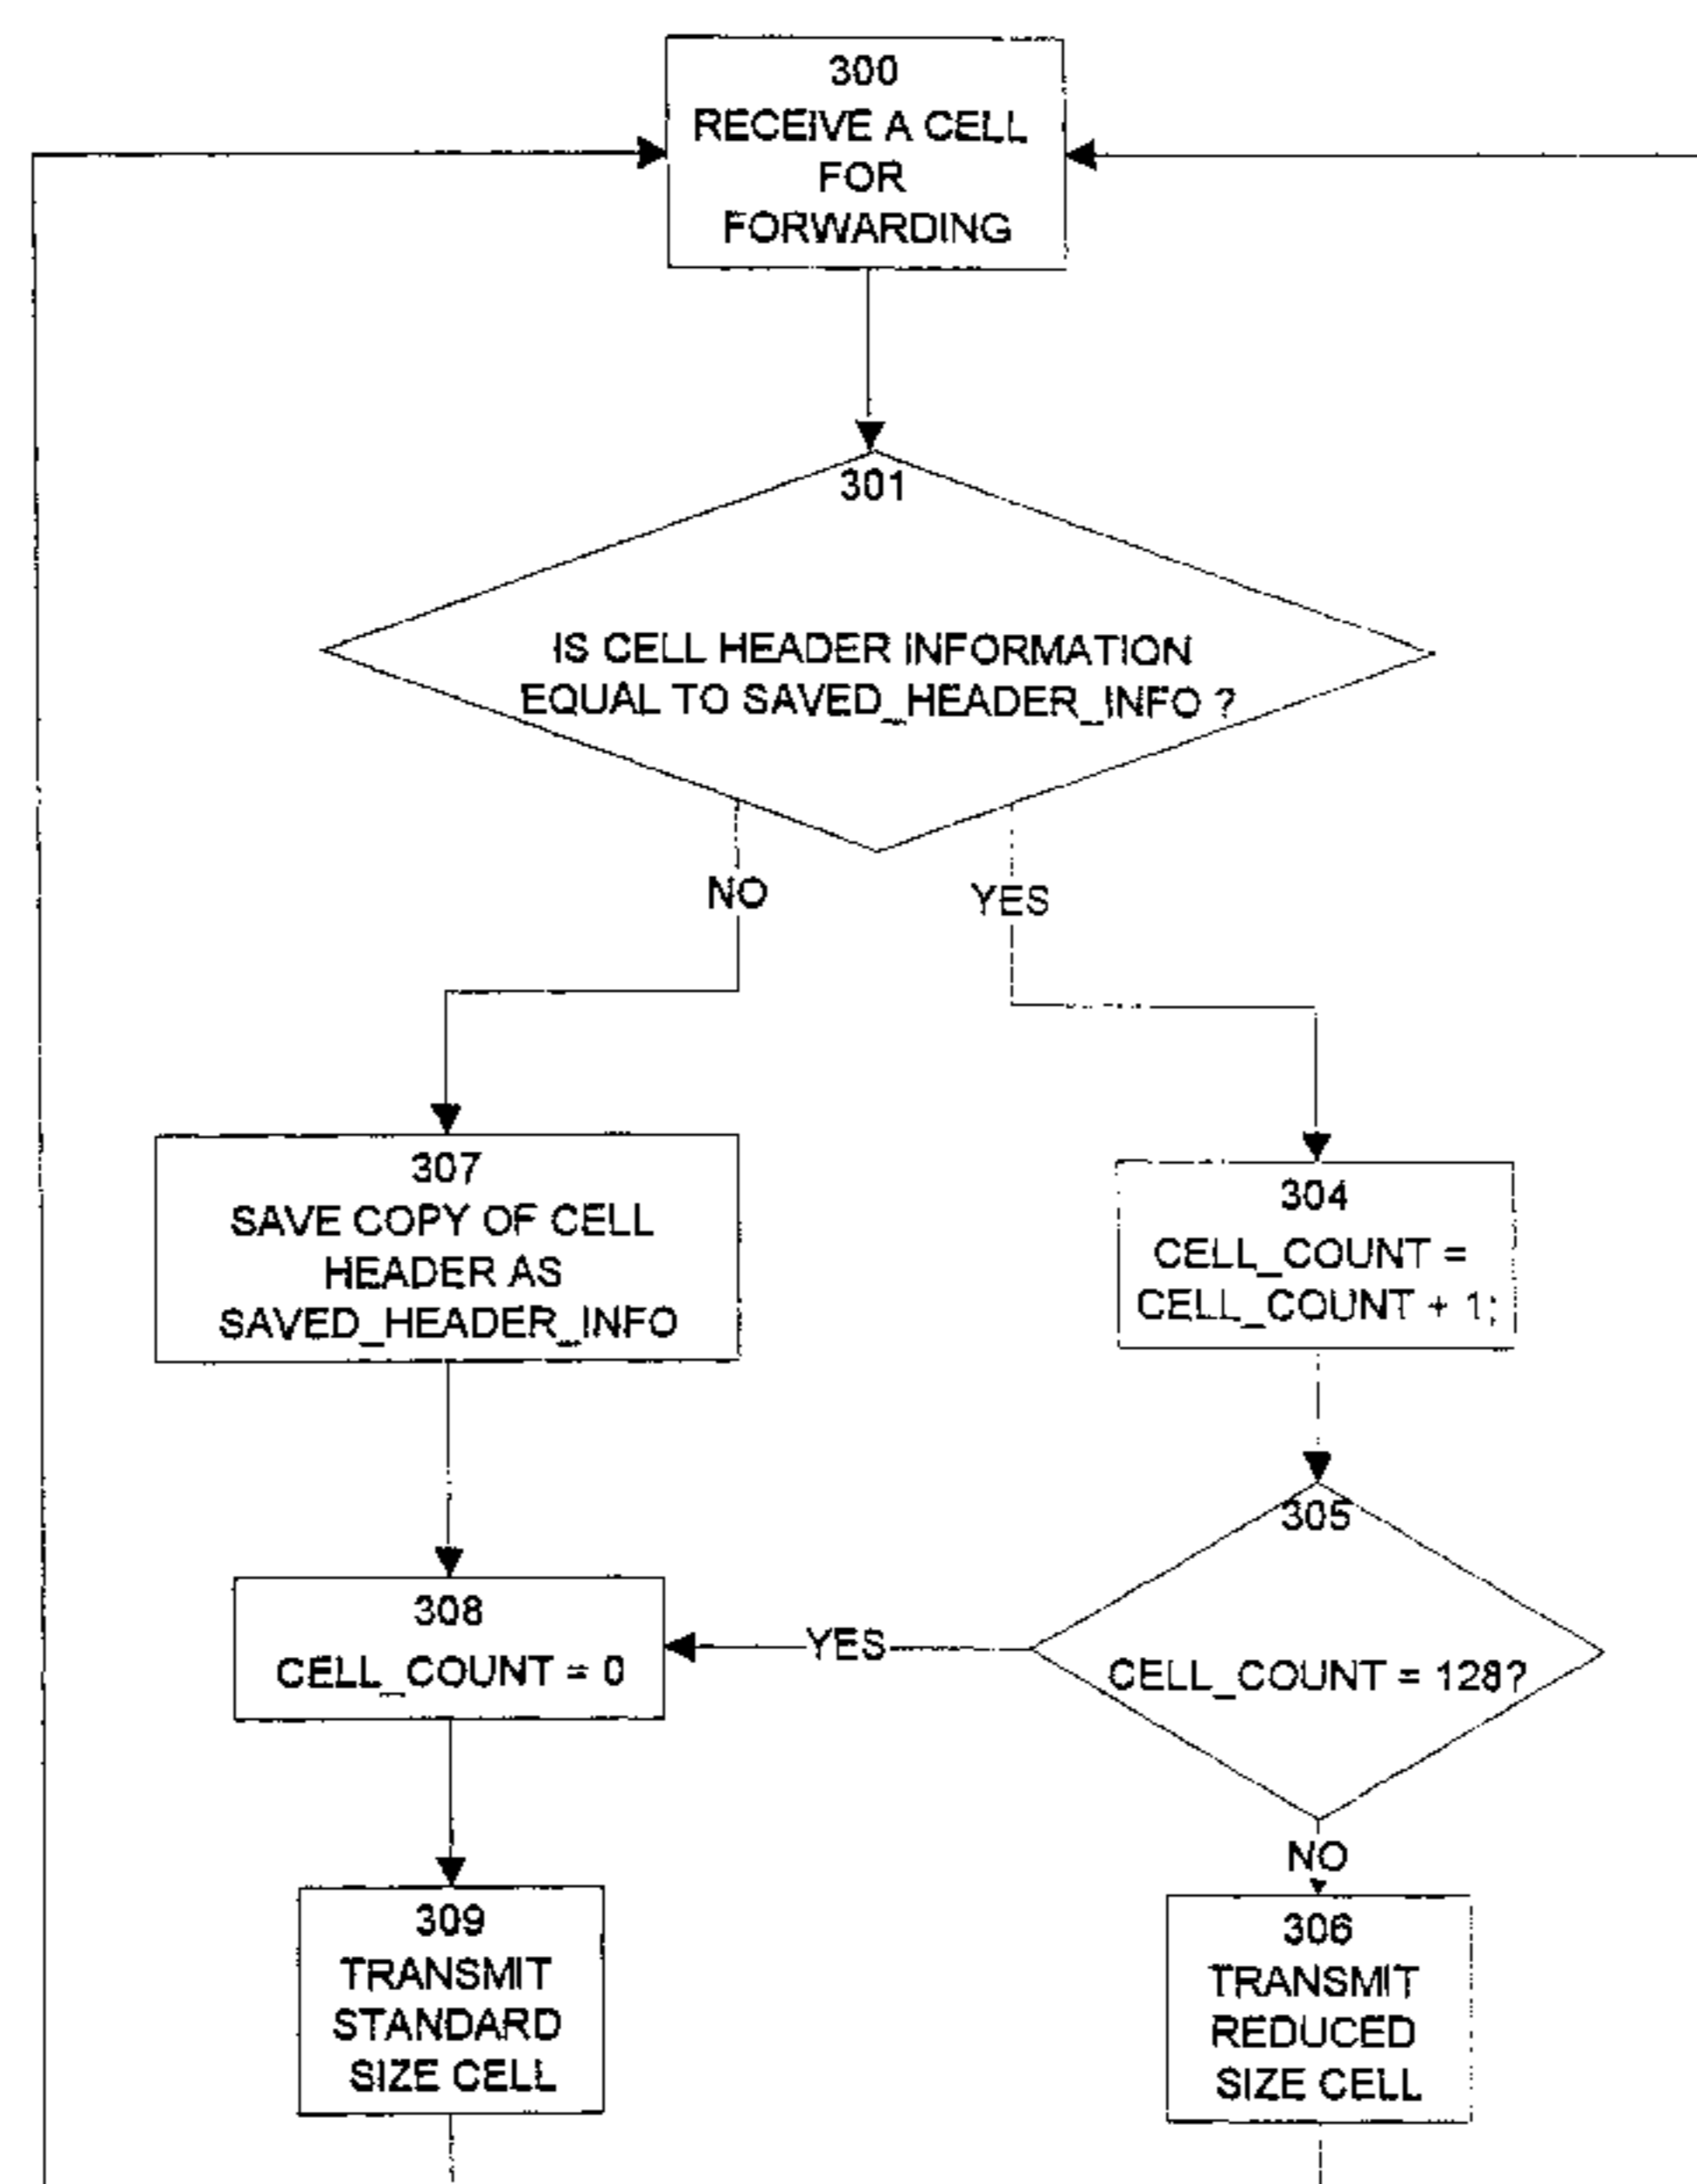 300
RECEIVE A CELL
FOR
FORWARDING
301
IS CELL HEADER INFORMATION
EQUAL TO SAVED_HEADER_INFO ?
NO
YES
307
SAVE COPY OF CELL
HEADER AS
SAVED_HEADER_INFO
304
CELL_COUNT =
CELL_COUNT + 1;
305
CELL_COUNT = 128?
YES
308
CELL_COUNT = 0
NO
309
TRANSMIT
STANDARD
SIZE CELL
306
TRANSMIT
REDUCED
SIZE CELL